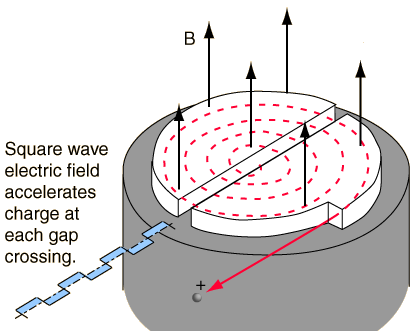 B
Square wave
electric field
accelerates
charge at
each gap
crossing.
+